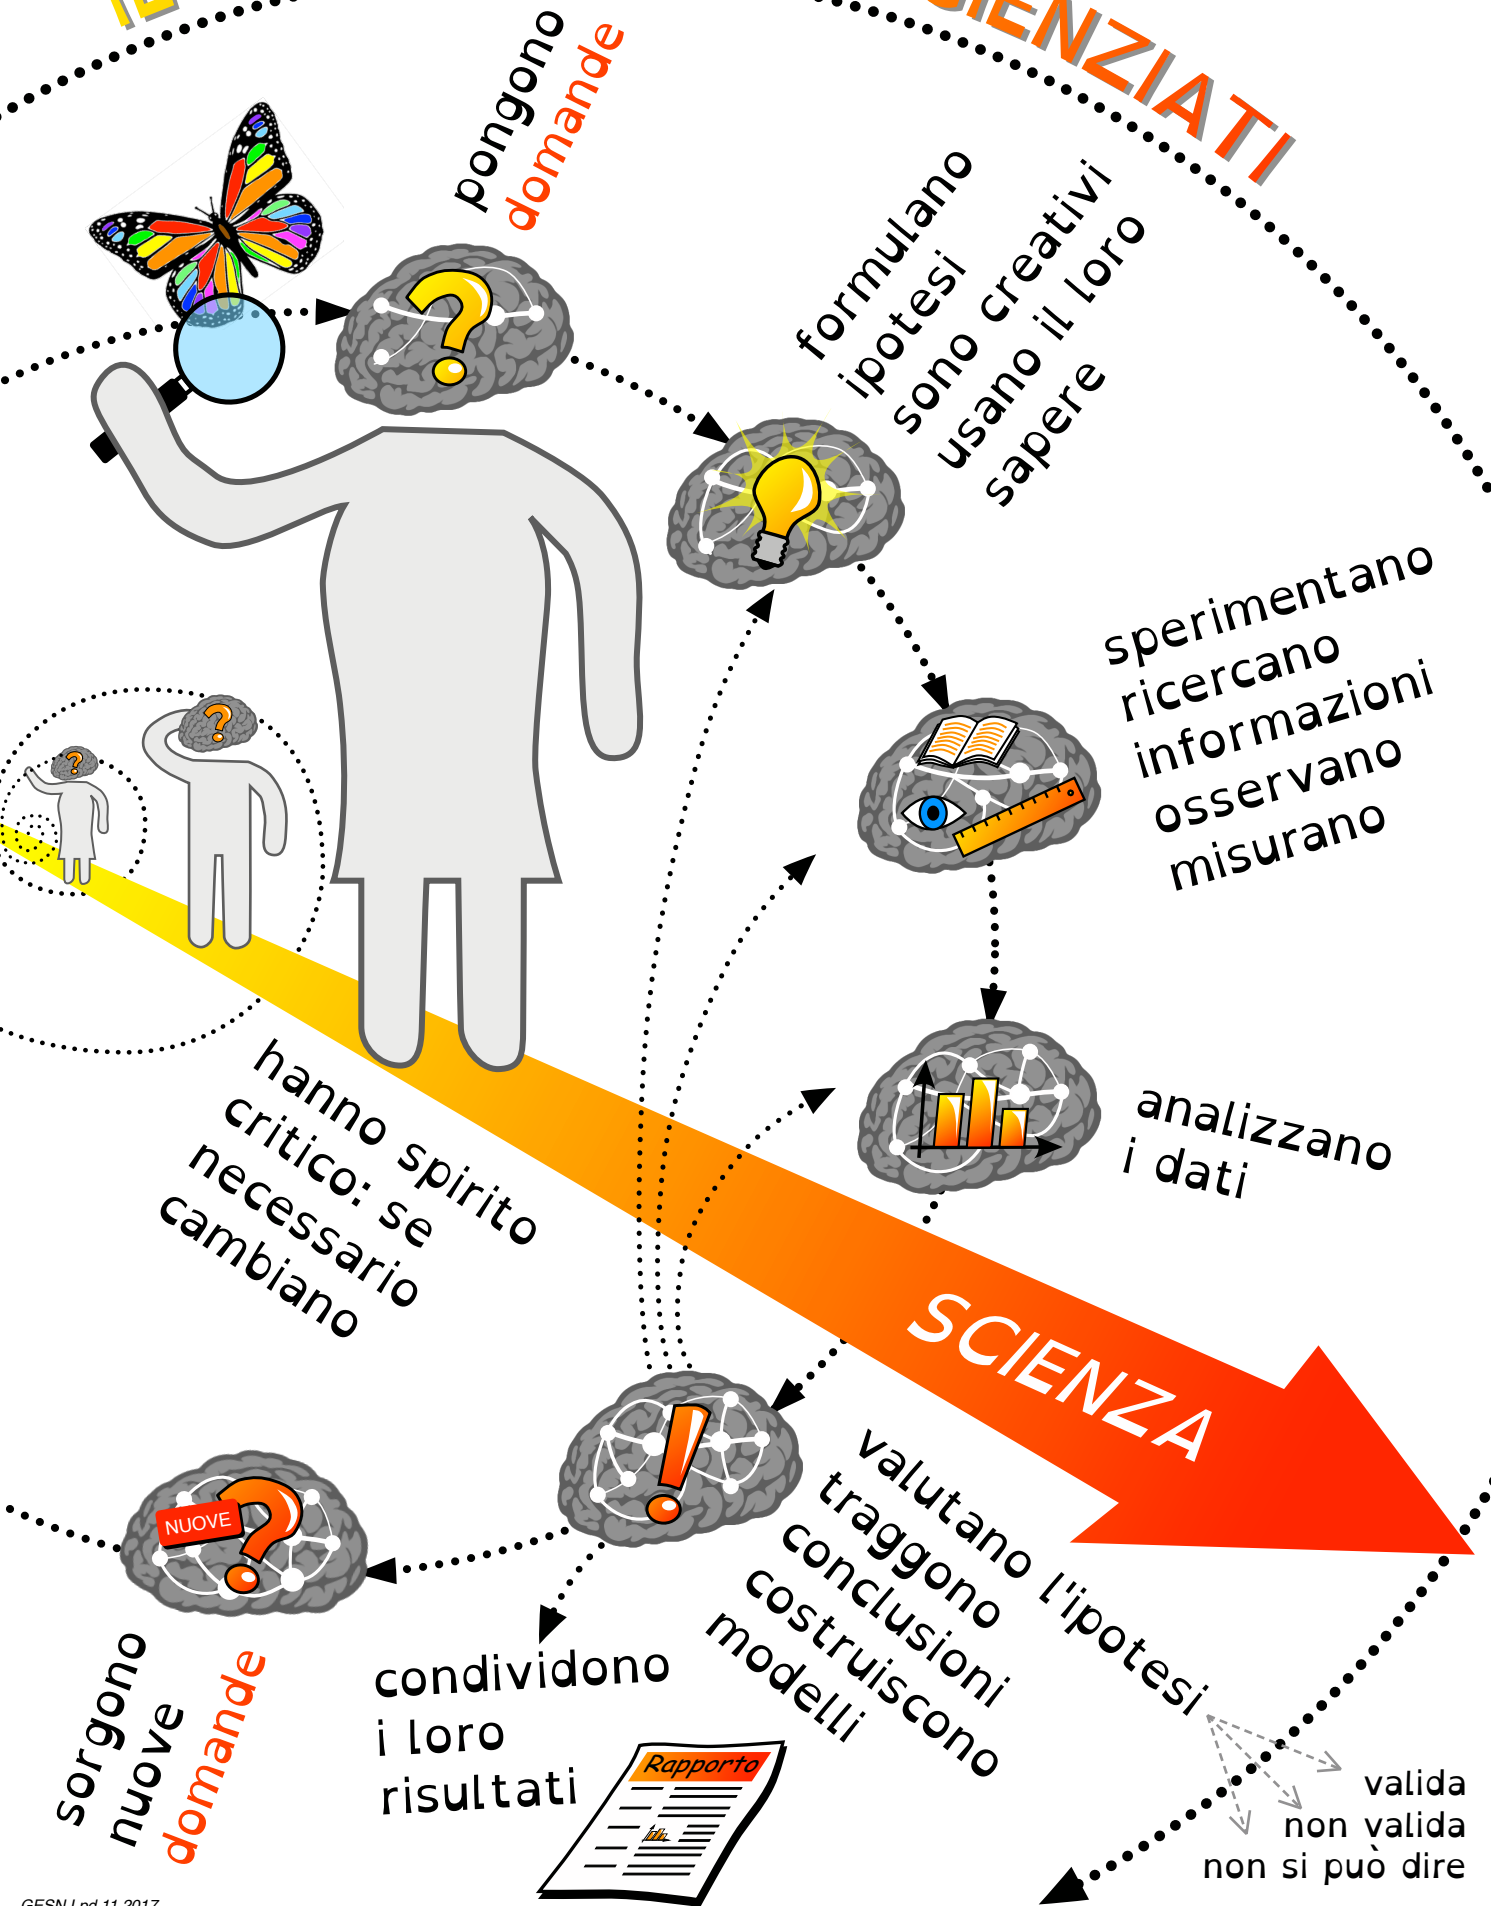 pongono
domande
formulano
ipotesi
sono creativi
usano il loro
sapere
sperimentano
ricercano
informazioni
osservano
misurano
analizzano
i dati
hanno spirito
critico: se
necessario
cambiano
SCIENZA
valutano l'ipotesi
traggono
conclusioni
costruiscono
modelli
valida
non valida
non si può dire
condividono
i loro
risultati
Rapporto
NUOVE
sorgono
nuove
domande